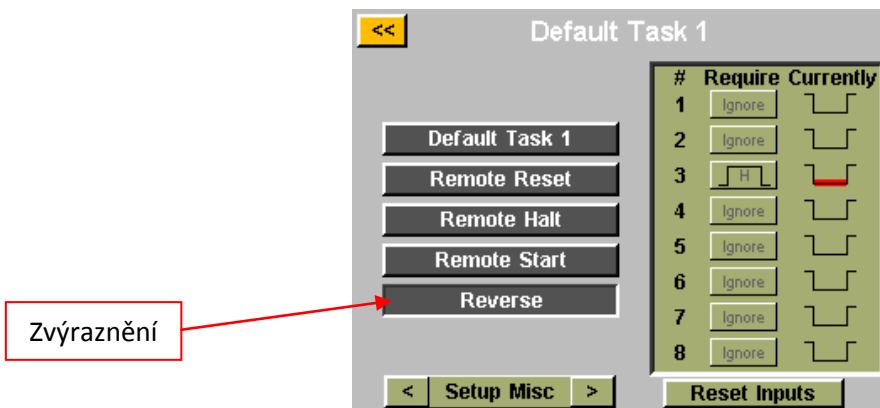 << Default Task 1
# Require Currently
1 Ignore
Default Task 1
2 Ignore
Remote Reset
3 H
Remote Halt
4 Ignore
Remote Start
5 Ignore
Reverse
6 Ignore
Zvýraznění
7 Ignore
8 Ignore
< Setup Misc >
Reset Inputs